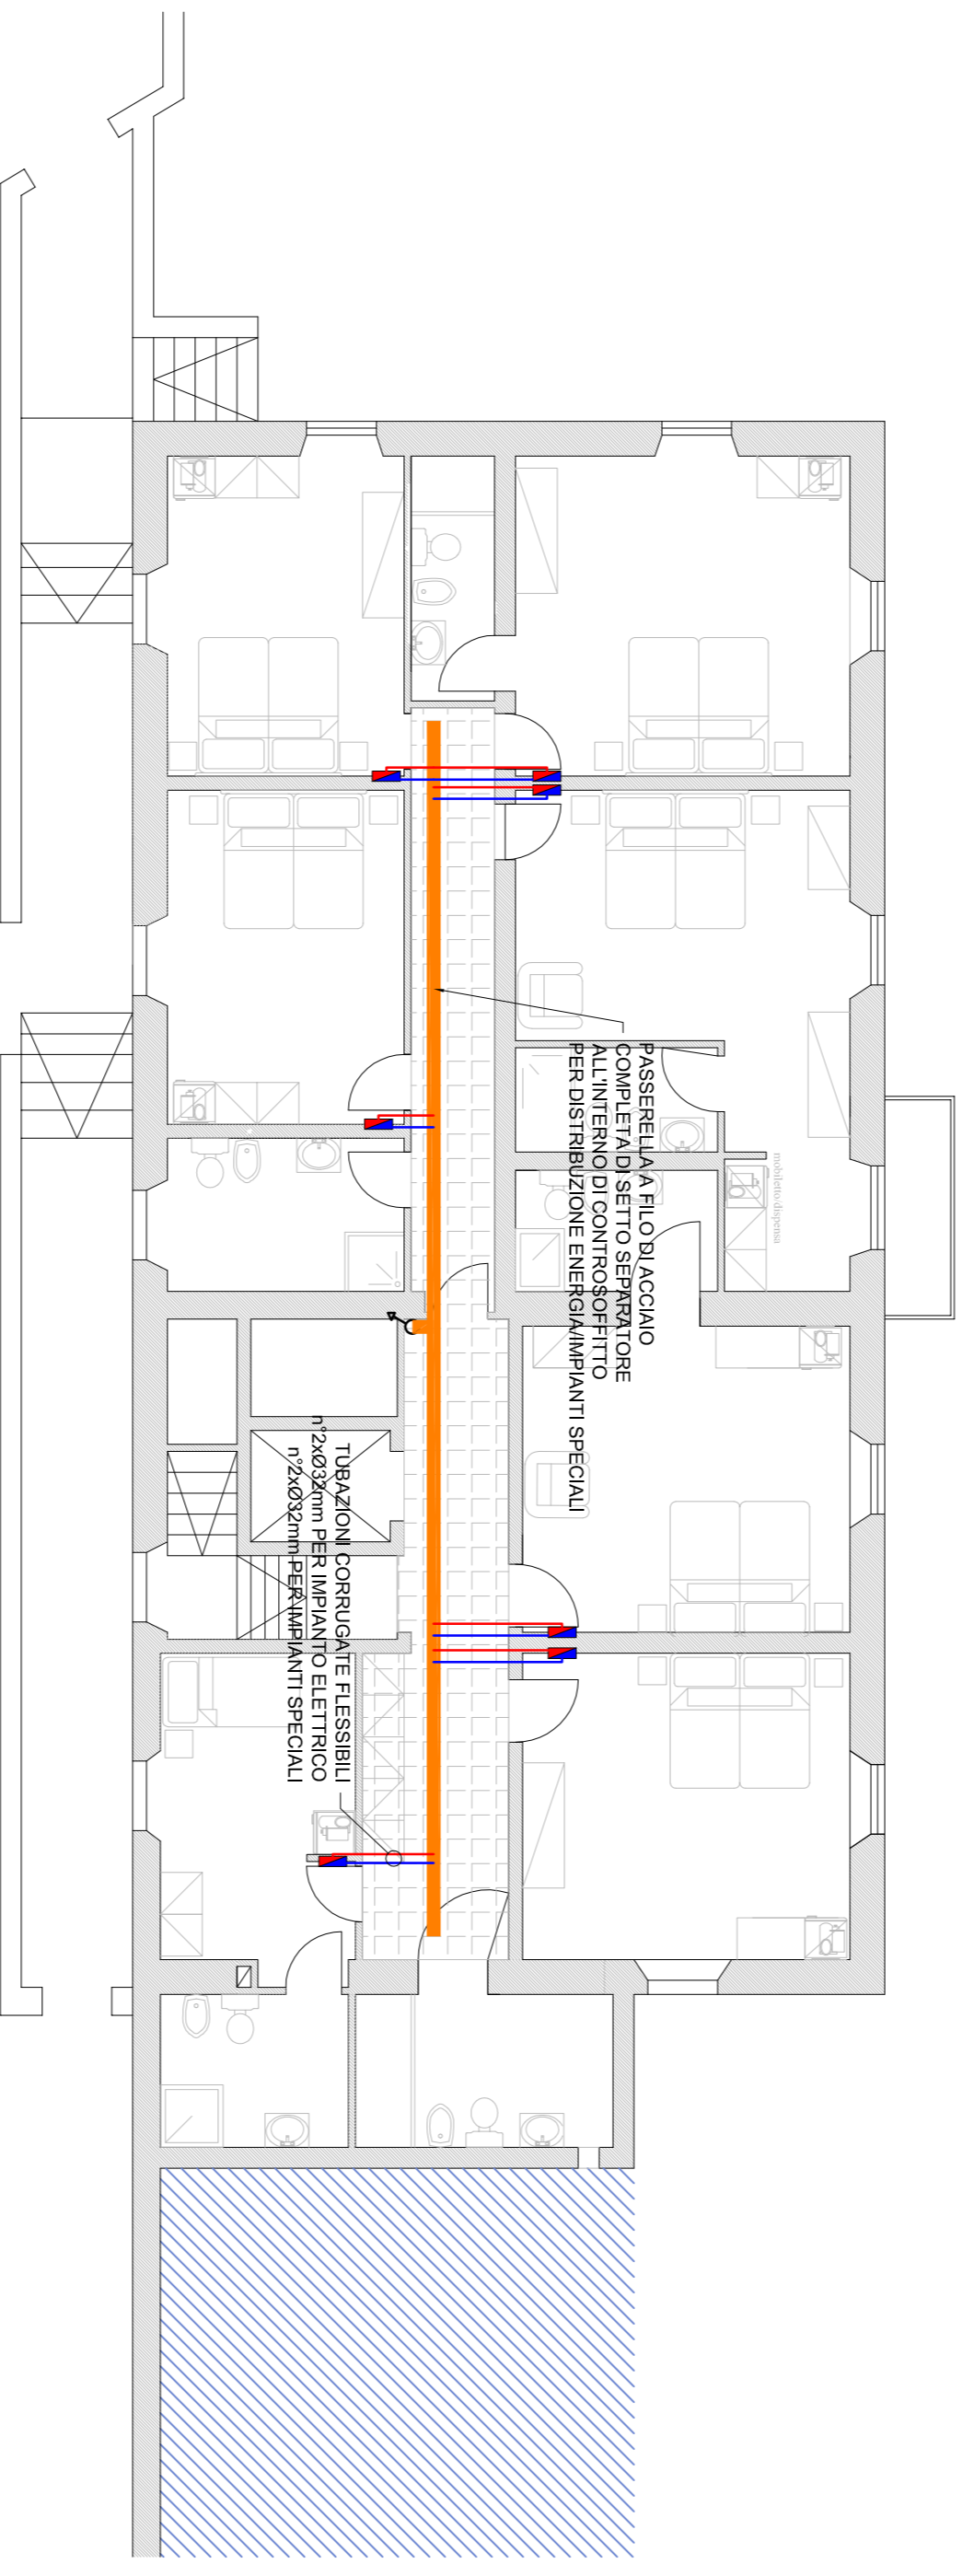 PASSERELLA A FILO DI ACCIAIO
COMPLETA DI SETTO SEPARATORE
ALL'INTERNO DI CONTROSOFFITTO
PER DISTRIBUZIONE ENERGIA/IMPIANTI SPECIALI
mobiletto/dispensa
TUBAZIONI CORRUGATE FLESSIBILI
n°2xØ32mm PER IMPIANTO ELETTRICO
n°2xØ32mm PER IMPIANTI SPECIALI